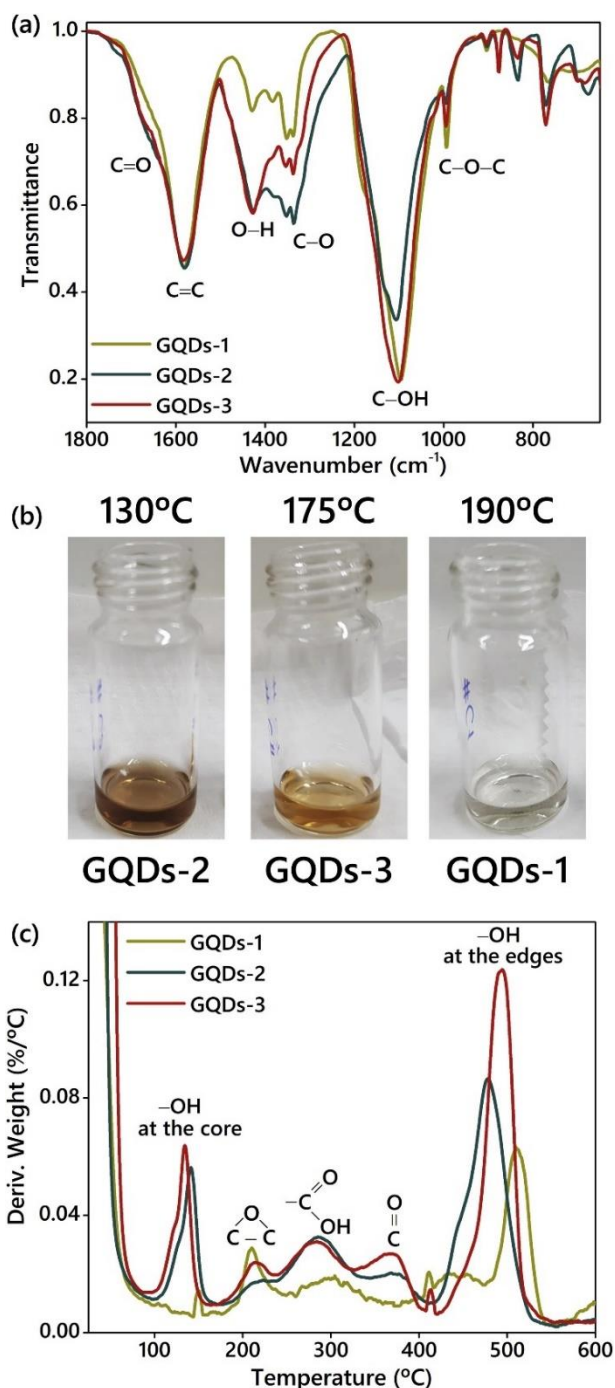 (a)
1.0
0.8
0.6
0.4
0.2
Transmittance
C=O
C=C
O–H
C–O
C–OH
C–O–C
GQDs-1
GQDs-2
GQDs-3
1800 1600 1400 1200 1000 800
Wavenumber (cm⁻¹)
(b)
130ºC 175ºC 190ºC
#C1
GQDs-2 GQDs-3 GQDs-1
(c)
GQDs-1
GQDs-2
GQDs-3
–OH
at the edges
–OH
at the core
O
C–C
O
–C
OH
O
C
0.12
0.08
0.04
0.00
Deriv. Weight (%/ºC)
100 200 300 400 500 600
Temperature (ºC)